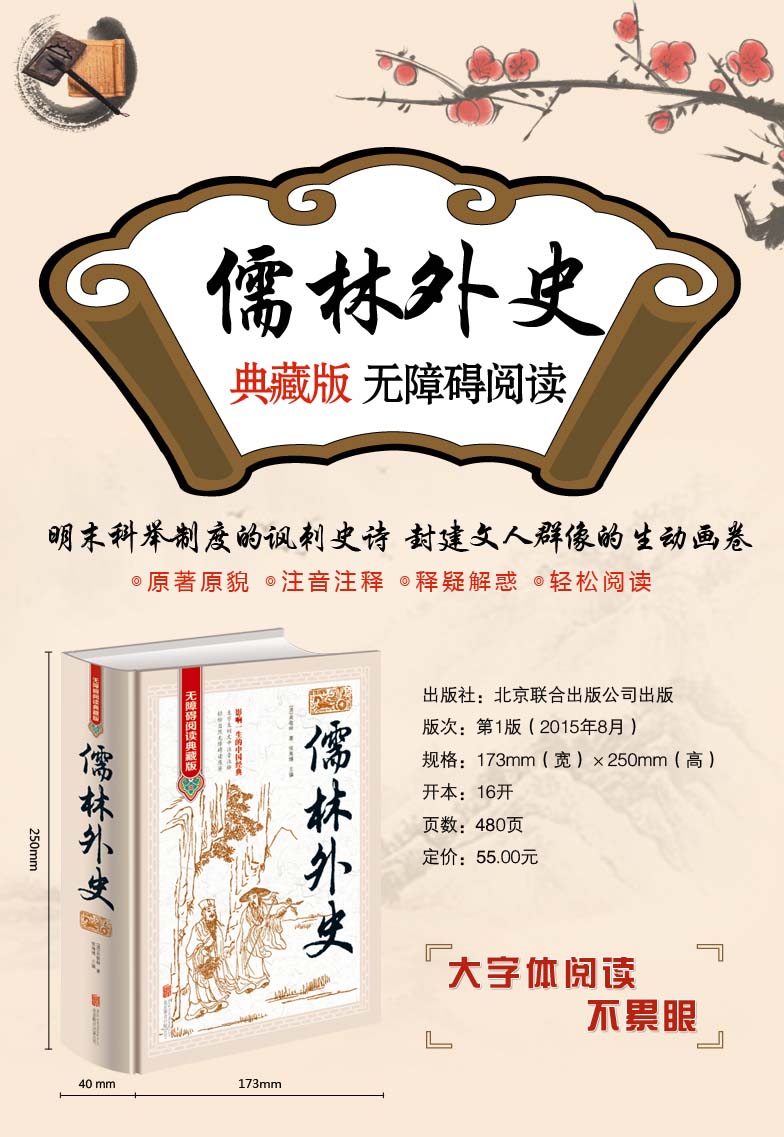 儒林外史
典藏版 无障碍阅读
明末科举制度的讽刺史诗 封建文人群像的生动画卷
原著原貌 注音注释 释疑解惑 轻松阅读
无障碍阅读典藏版
儒林外史
无障碍阅读典藏版
影响一生的中国经典
儒林外史
250mm
40 mm
173mm
出版社：北京联合出版公司出版
版次：第1版（2015年8月）
规格：173mm（宽）×250mm（高）
开本：16开
页数：480页
定价：55.00元
大字体阅读
不累眼